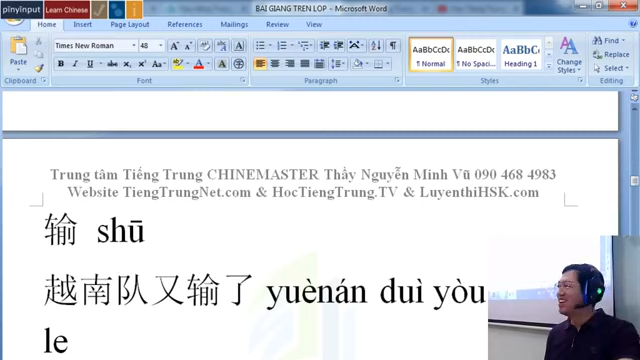 pinyinput
Learn Chinese
BAI GIANG TREN LOP - Microsoft Word
Home Insert Page Layout References Mailings Review View
Paste
Times New Roman 48
AaBbCcDc AaBbCcDc AaBbCc
¶ Normal ¶ No Spaci... Heading 1
Change Styles
Find
Replace
Select
Clipboard Font Paragraph Styles Editing
Trung tâm Tiếng Trung CHINEMASTER Thầy Nguyễn Minh Vũ 090 468 4983
Website TiengTrungNet.com & HocTiengTrung.TV & LuyenthiHSK.com
输 shū
越南队又输了 yuènán duì yòu
le